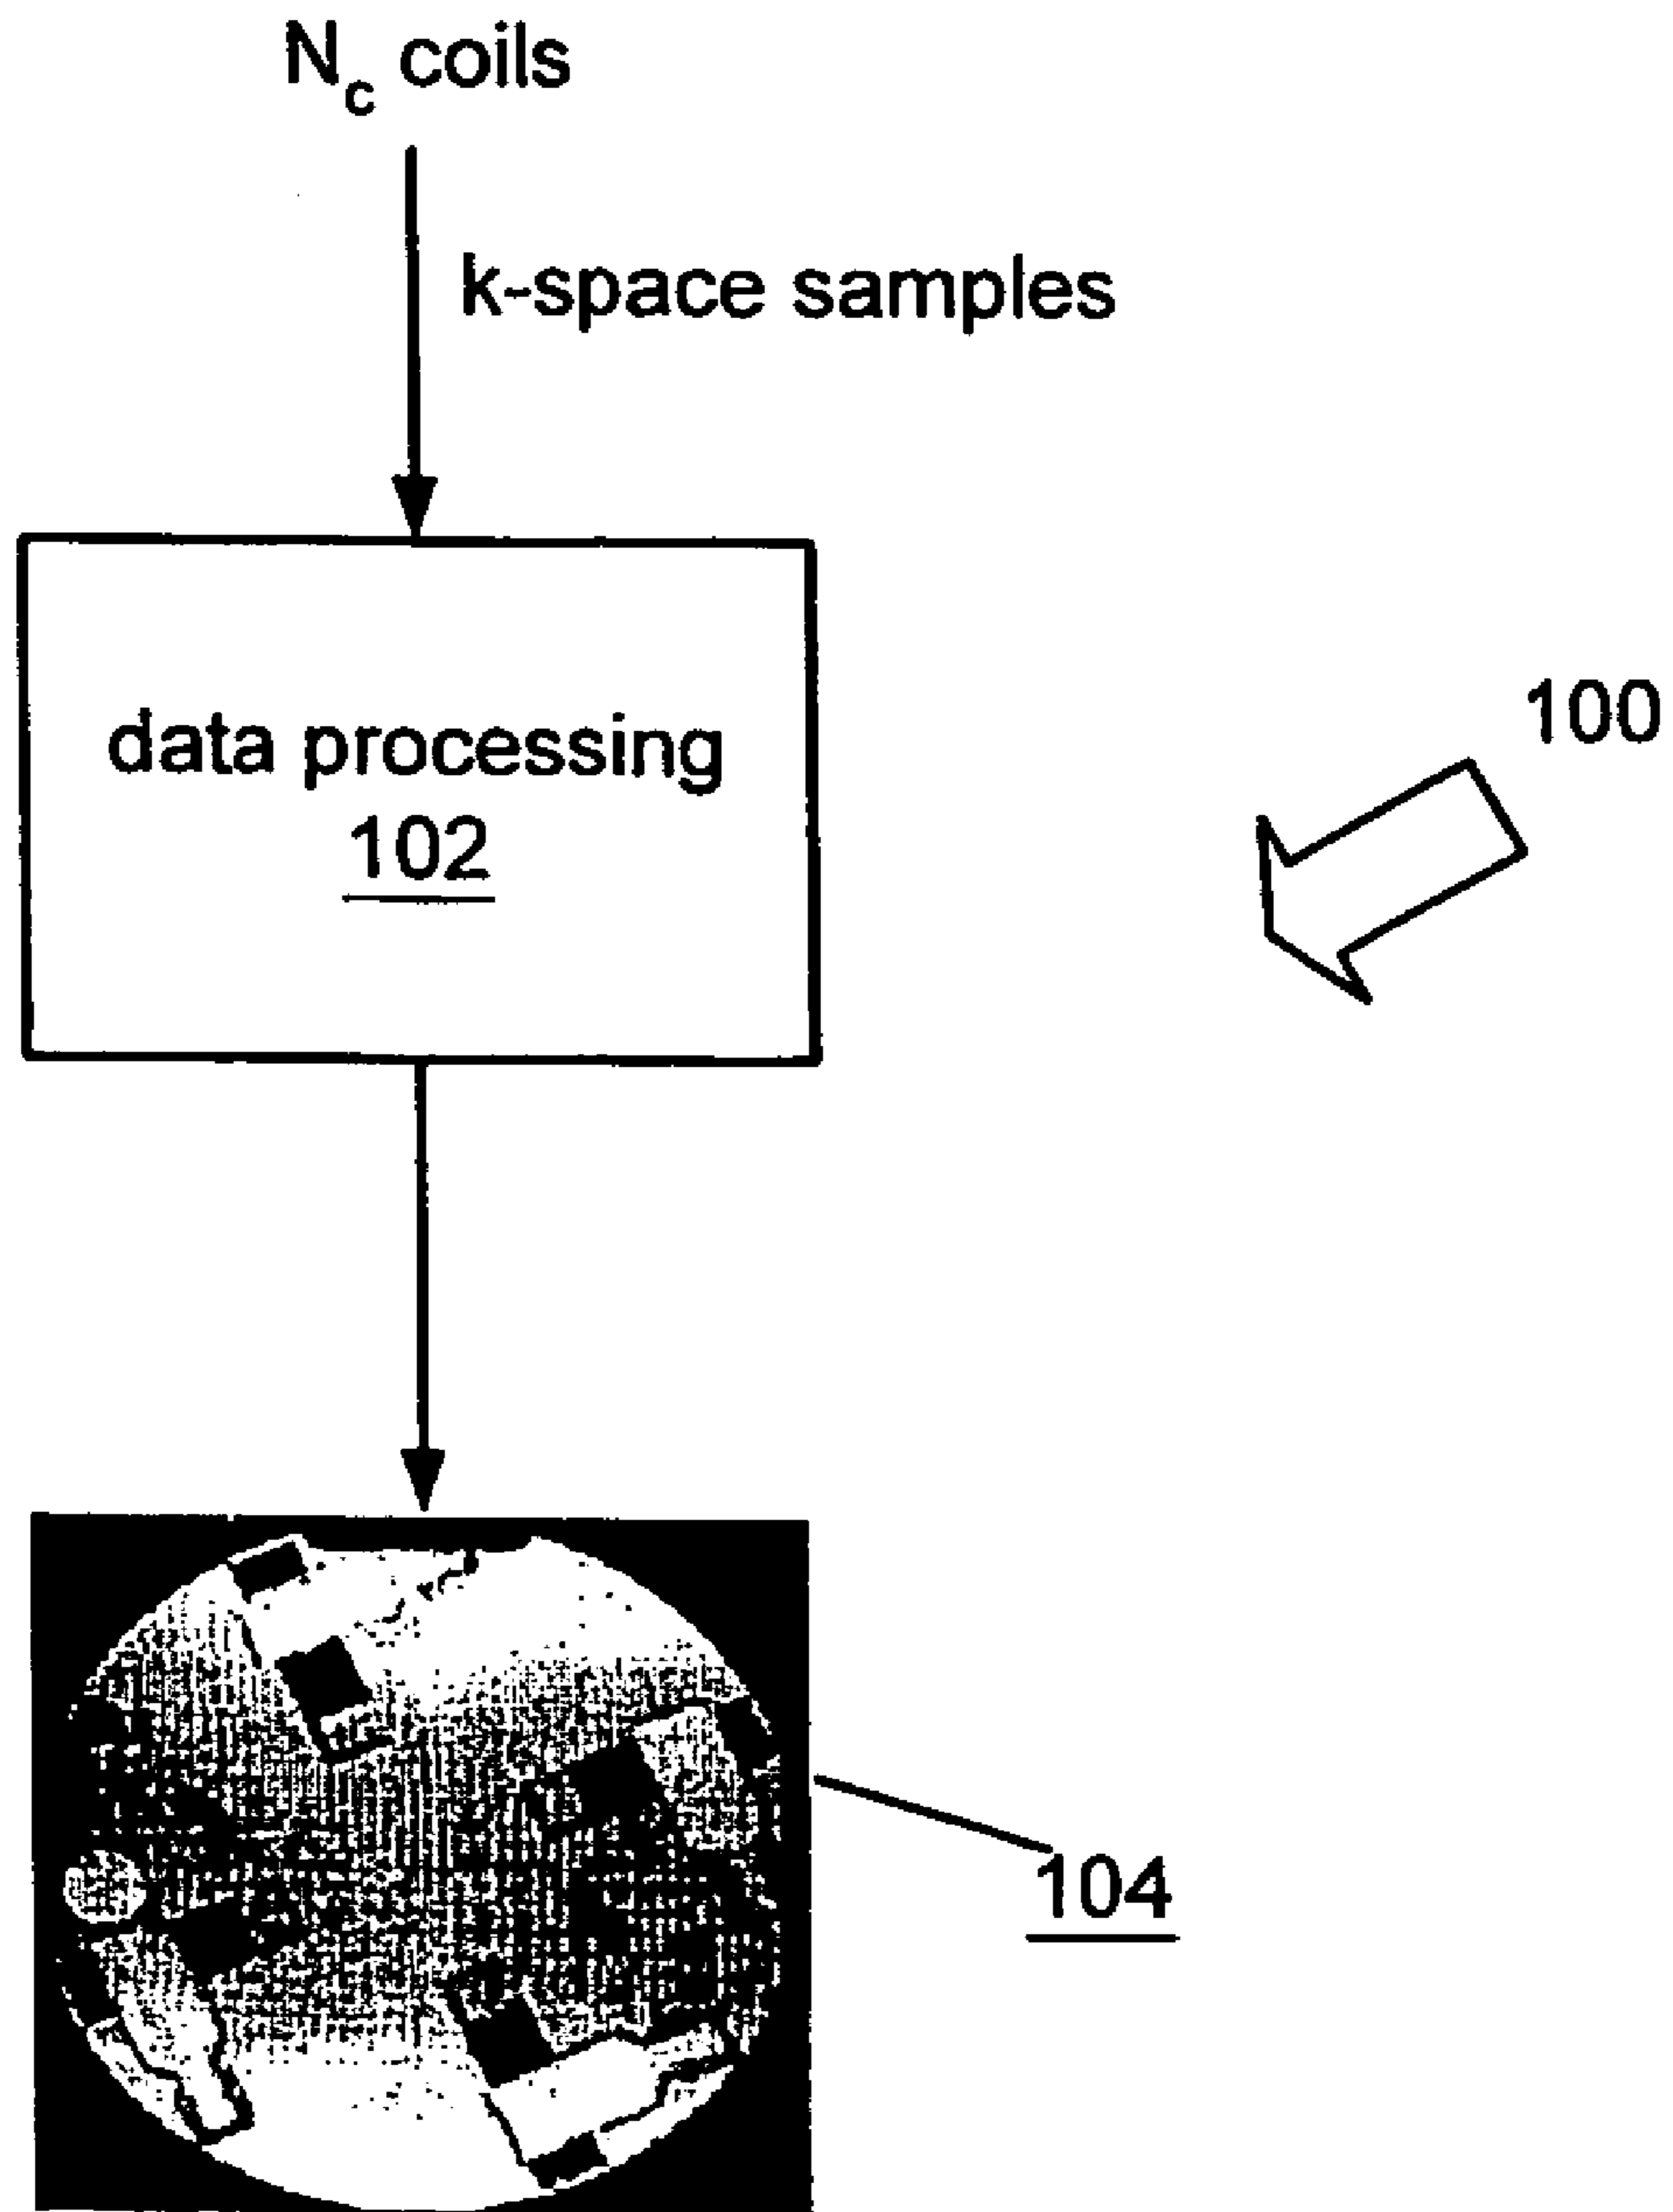 N_c coils
k-space samples
data processing
102
100
104